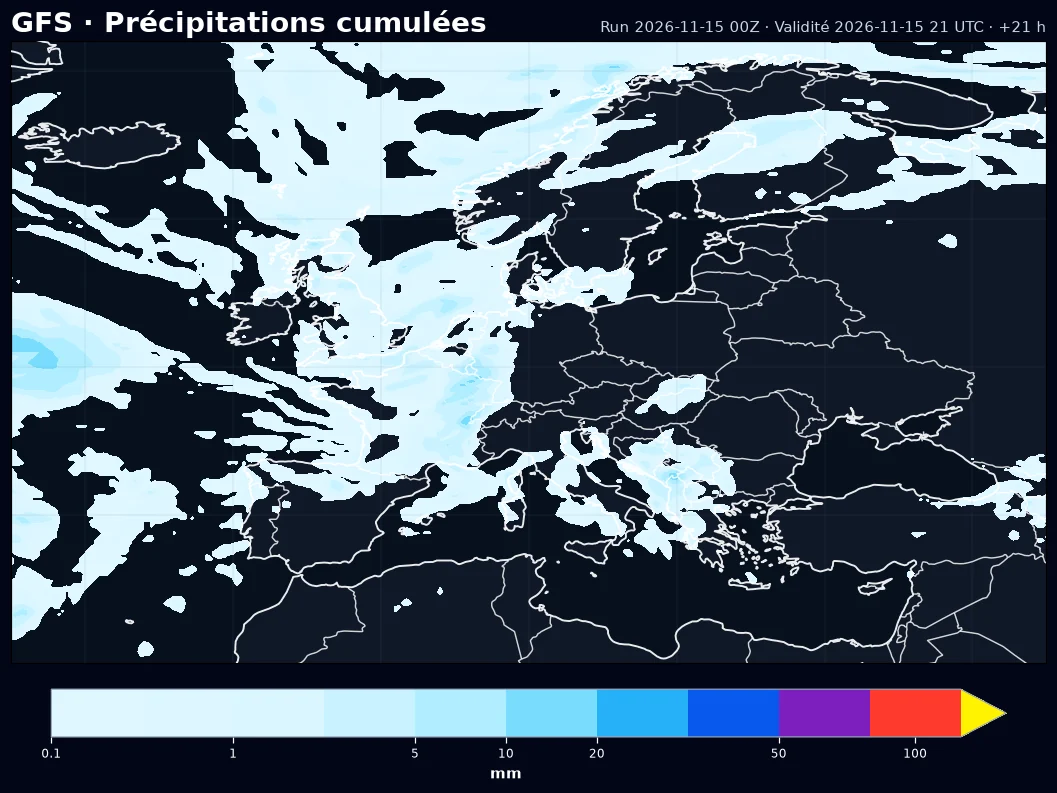 GFS · Précipitations cumulées
Run 2026-11-15 00Z · Validité 2026-11-15 21 UTC · +21 h
0.1 1 5 10 20 50 100
mm